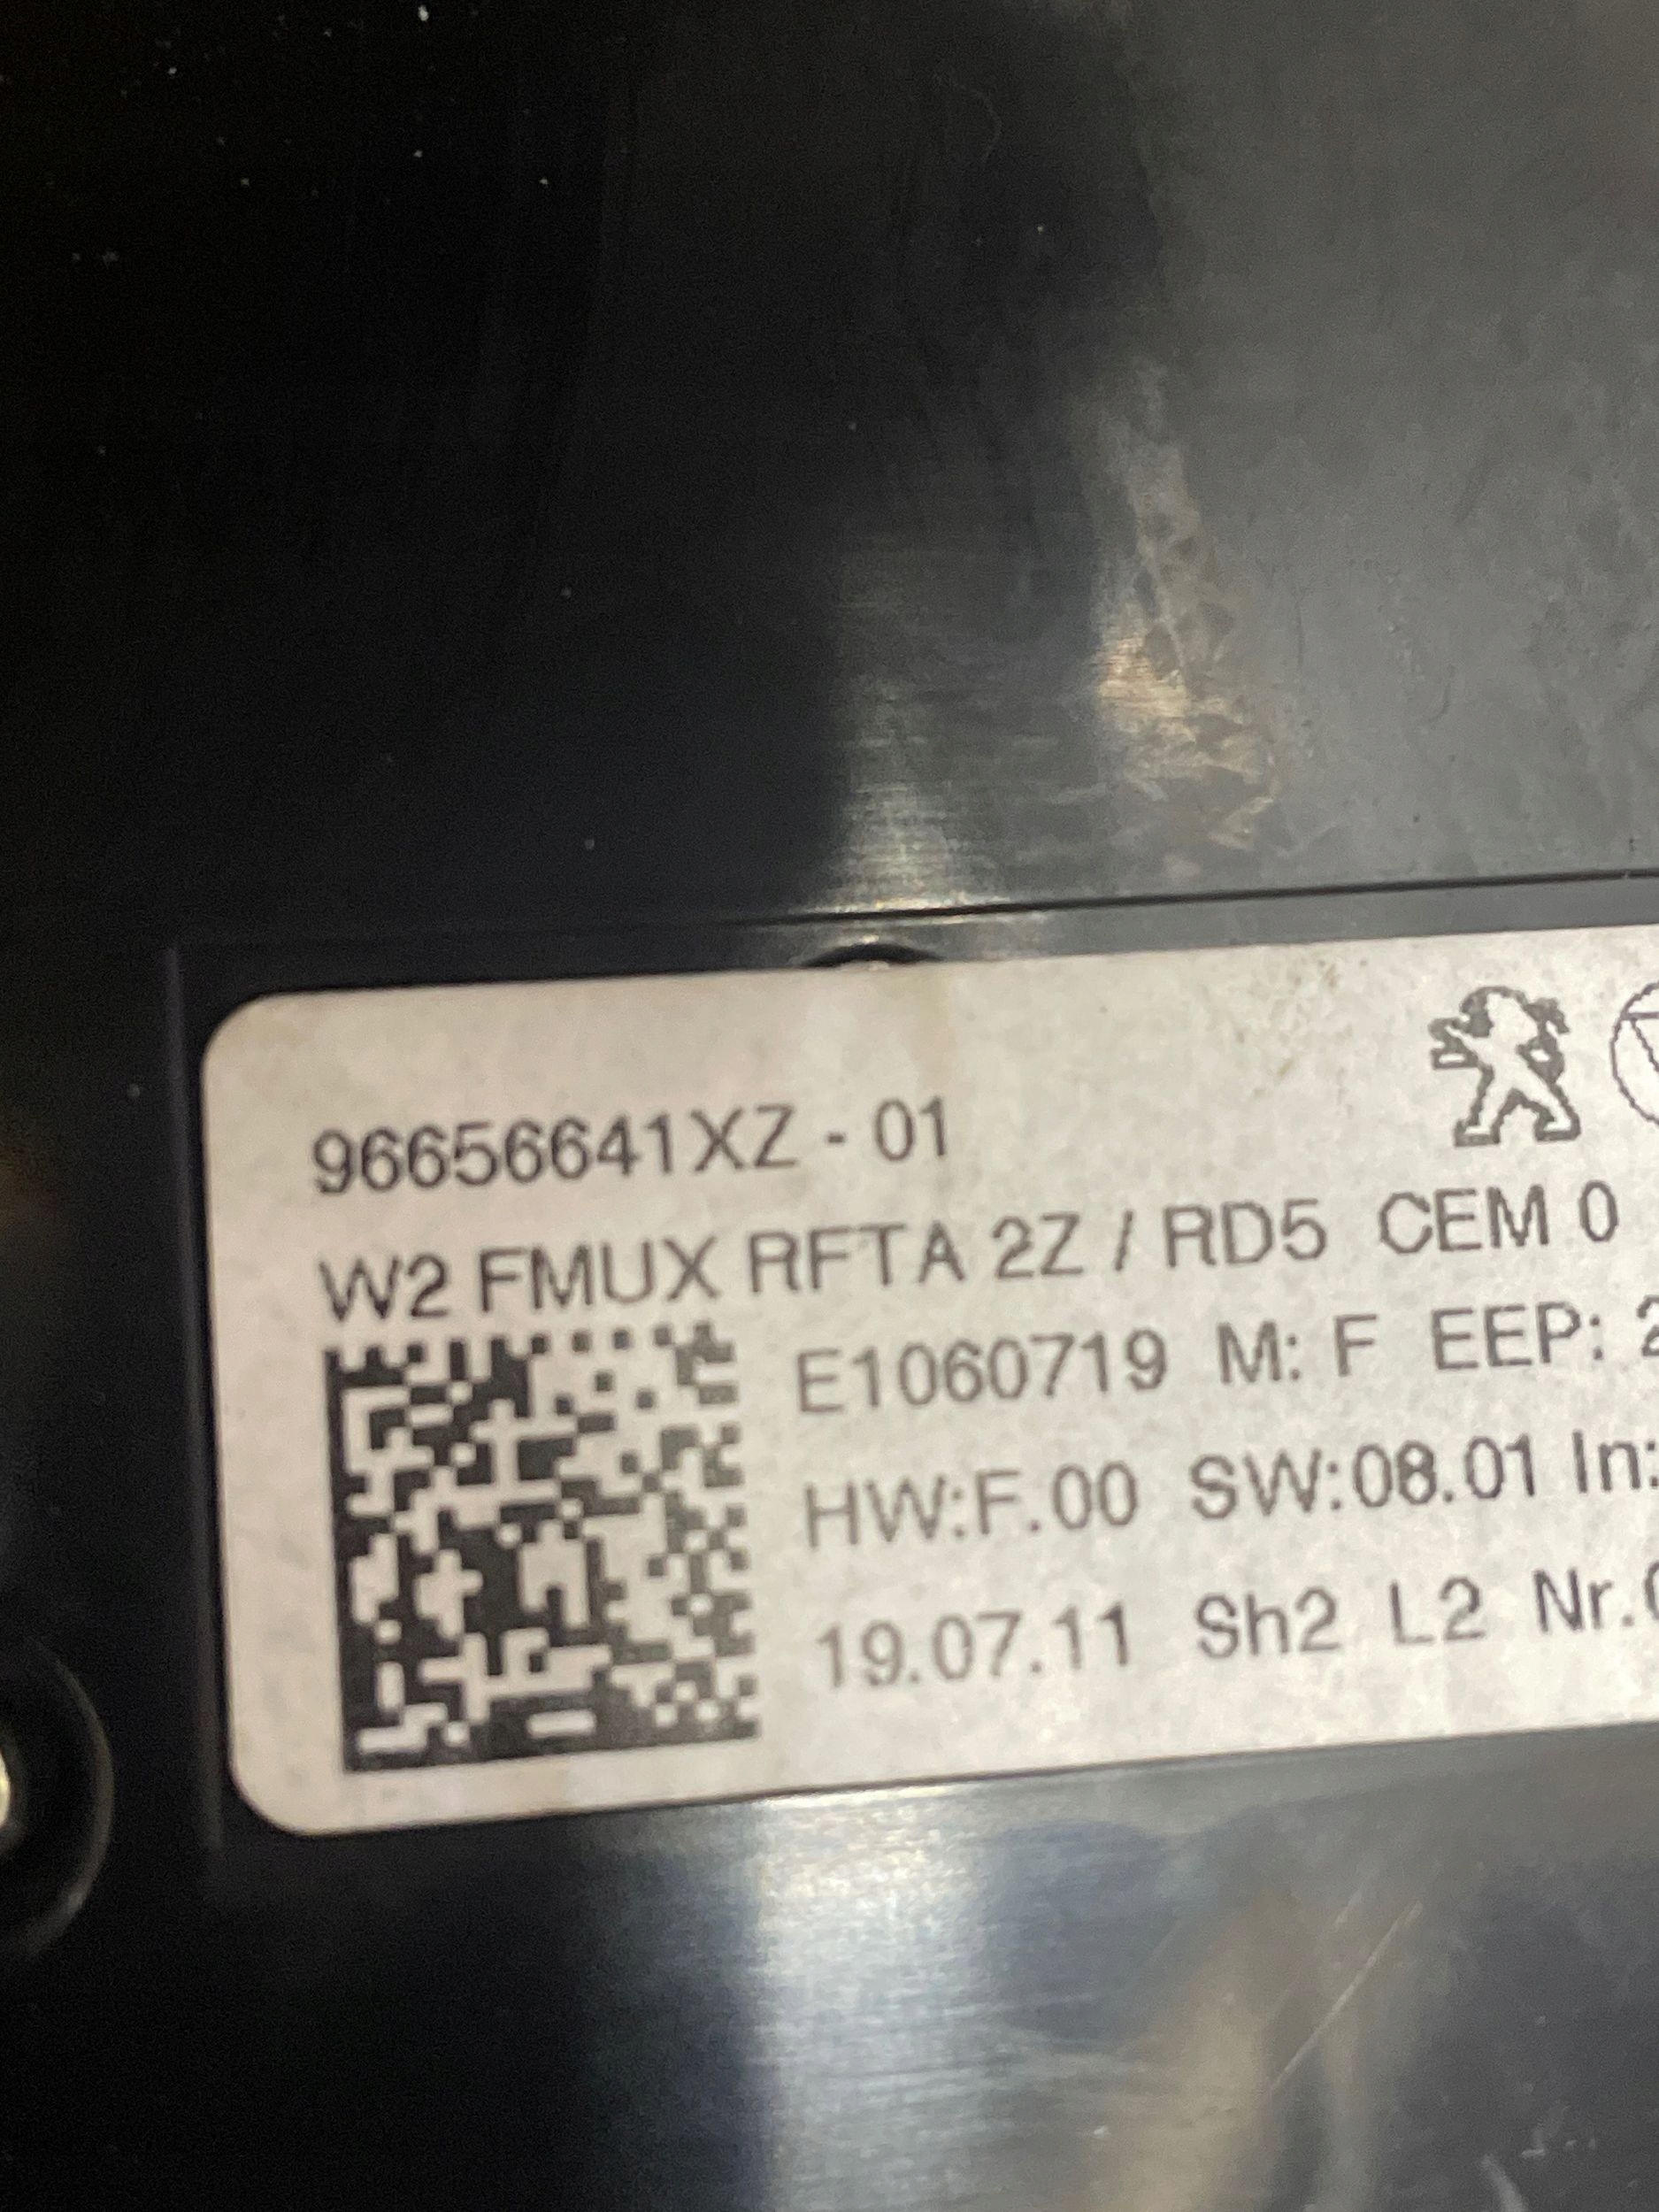 96656641XZ - 01
W2 FMUX RFTA 2Z / RD5 CEM 0
E1060719 M: F EEP: 2
HW:F.00 SW:08.01 In:
19.07.11 Sh2 L2 Nr.